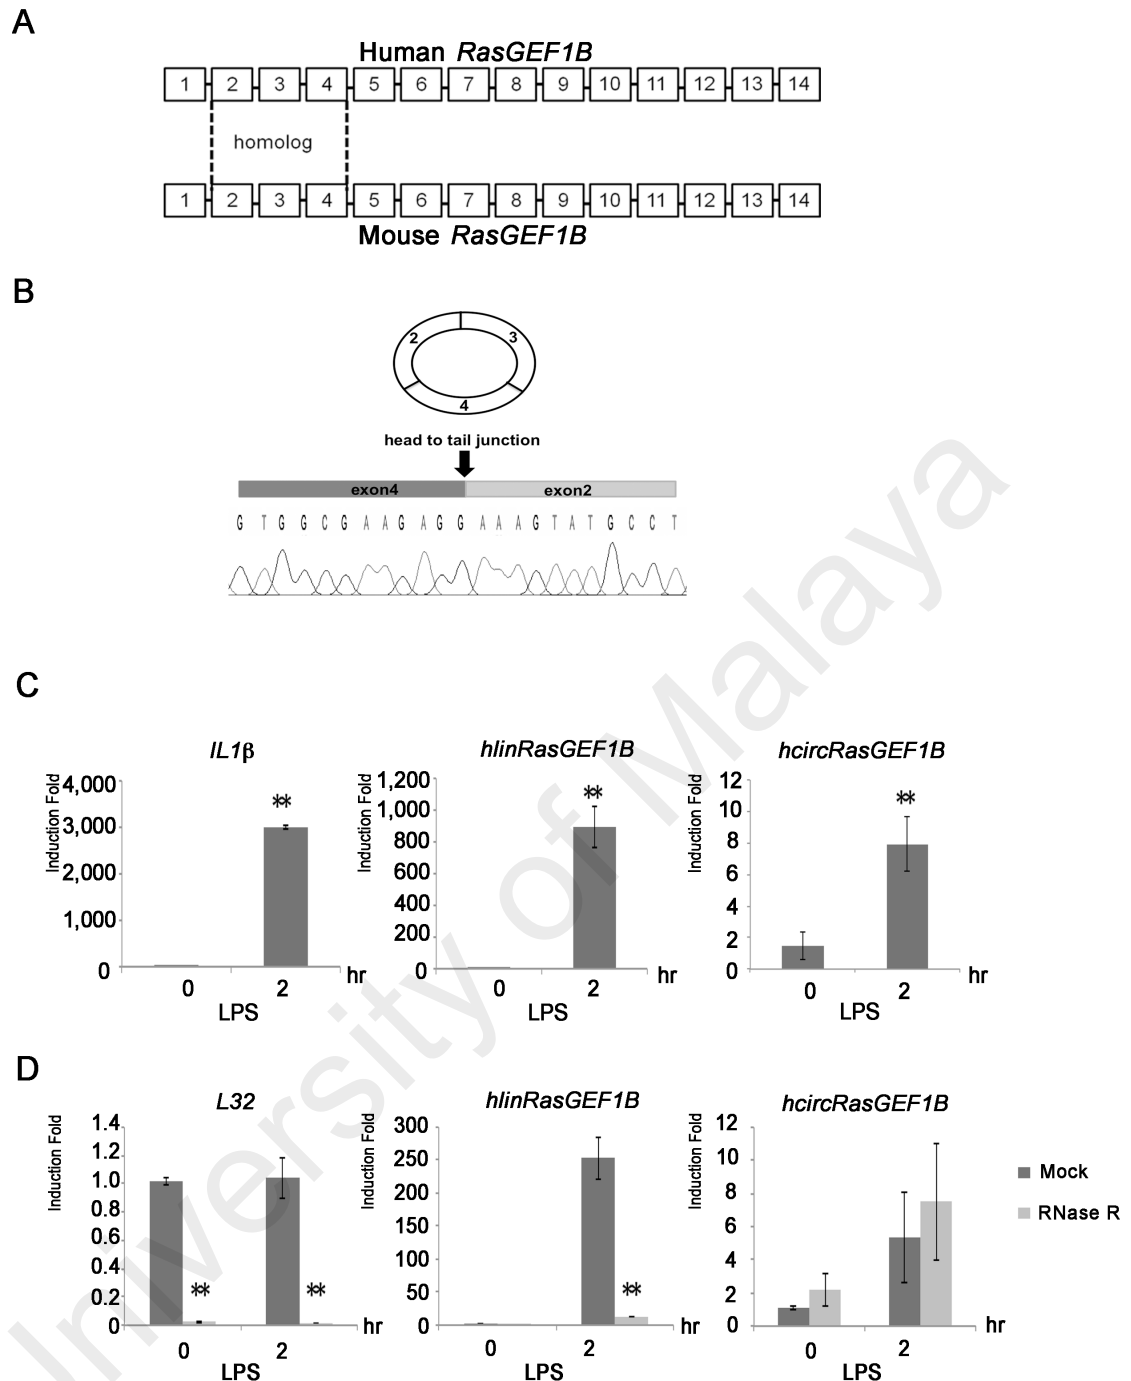 A
Human RasGEF1B
1 2 3 4 5 6 7 8 9 10 11 12 13 14
homolog
1 2 3 4 5 6 7 8 9 10 11 12 13 14
Mouse RasGEF1B
B
2 3
4
head to tail junction
exon4 exon2
G T G G C G A A G A G G A A A G T A T G C C T
C
IL1β hlinRasGEF1B hcircRasGEF1B
Induction Fold
4,000
3,000
2,000
1,000
0
**
0 2 hr
LPS
Induction Fold
1,200
1,000
800
600
400
200
0
**
0 2 hr
LPS
Induction Fold
12
10
8
6
4
2
0
**
0 2 hr
LPS
D
L32 hlinRasGEF1B hcircRasGEF1B
Induction Fold
1.4
1.2
1.0
0.8
0.6
0.4
0.2
0
** **
0 2 hr
LPS
Induction Fold
300
250
200
150
100
50
0
**
0 2 hr
LPS
Induction Fold
12
10
8
6
4
2
0
0 2 hr
LPS
Mock
RNase R
University of Malaya